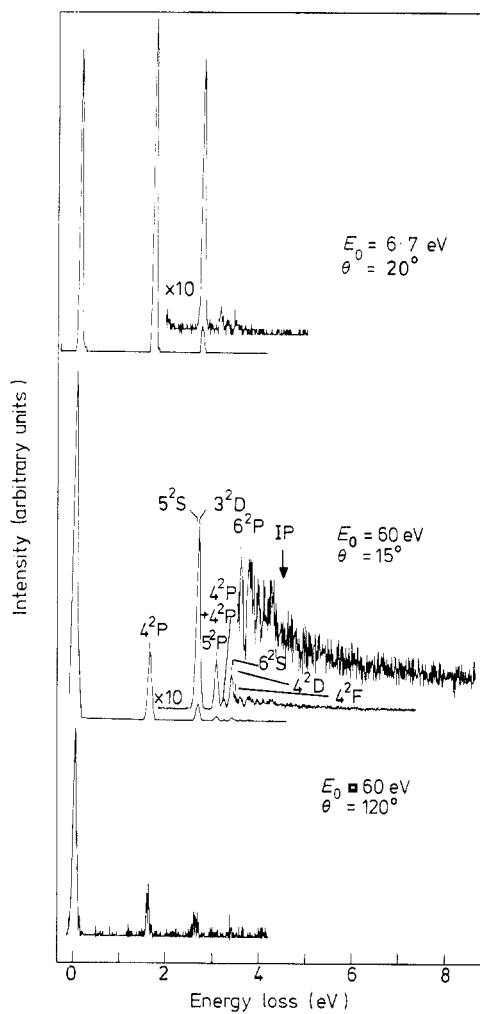 E₀ = 6·7 eV
θ = 20°
×10
5²S 3²D
6²P IP
E₀ = 60 eV
θ = 15°
4²P
→4²P
4²P
5²P
6²S
4²D
×10
4²F
E₀ = 60 eV
θ = 120°
0 2 4 6 8
Energy loss (eV)
Intensity (arbitrary units)